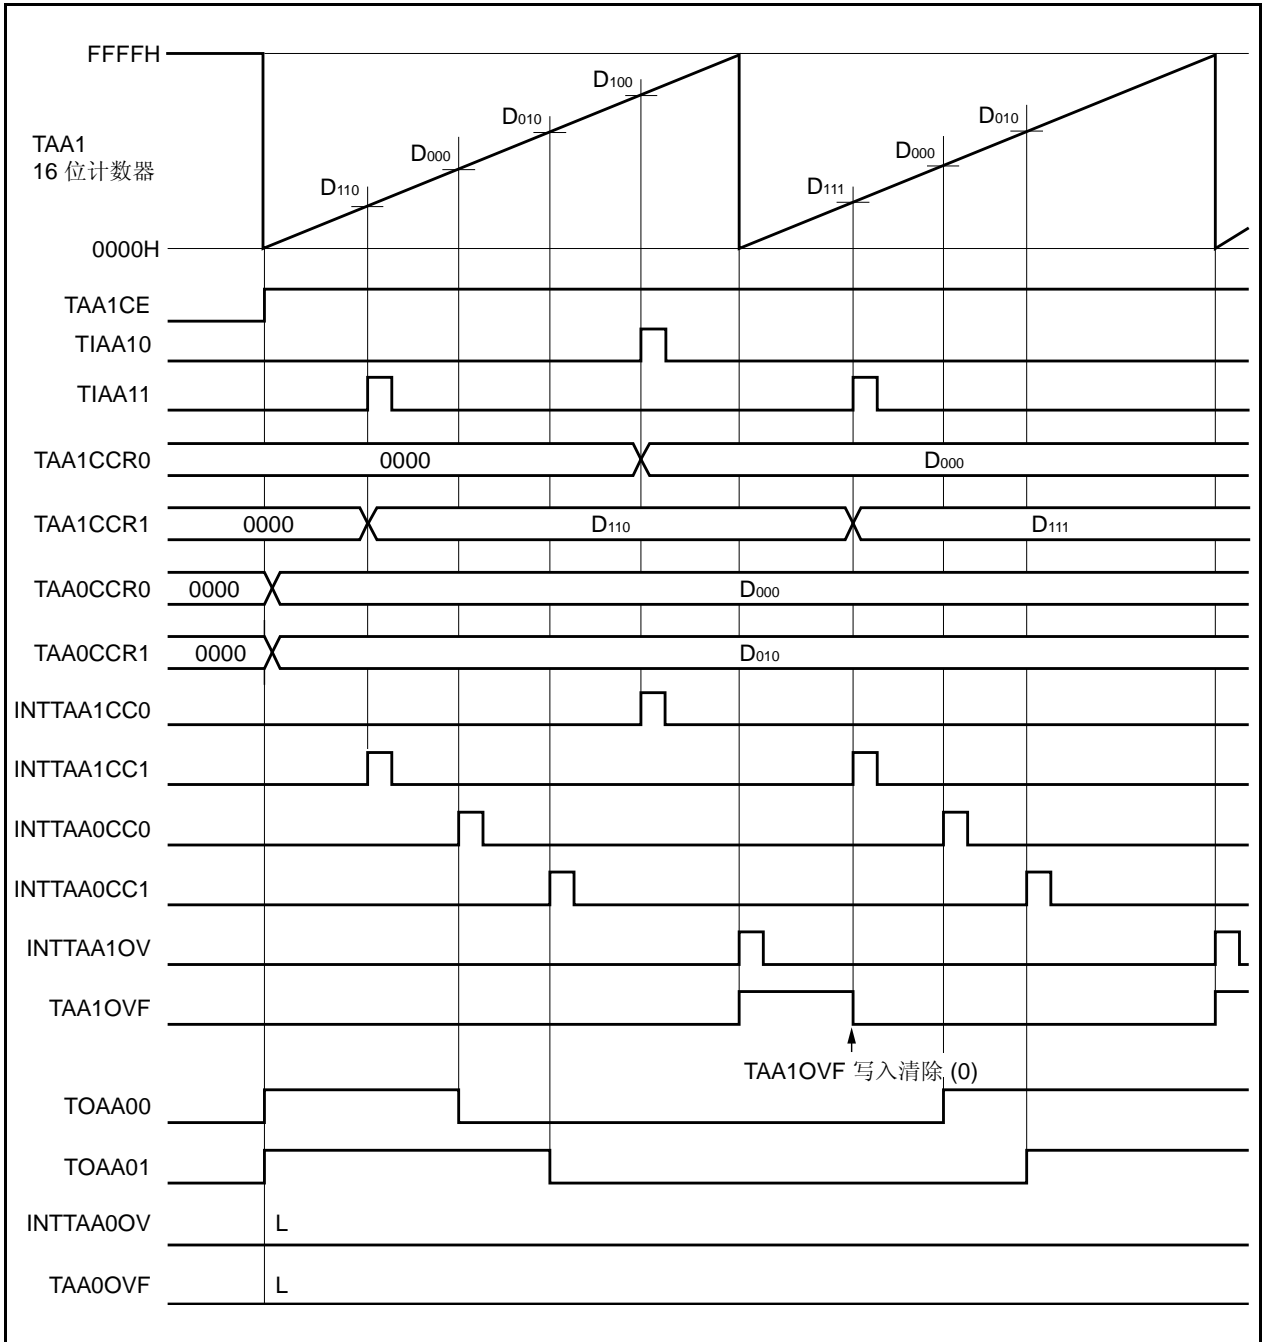 FFFFH
D100
D010
D010
TAA1
16 位计数器
D000
D000
D110
D111
0000H
TAA1CE
TIAA10
TIAA11
TAA1CCR0 0000 D000
TAA1CCR1 0000 D110 D111
TAA0CCR0 0000 D000
TAA0CCR1 0000 D010
INTTAA1CC0
INTTAA1CC1
INTTAA0CC0
INTTAA0CC1
INTTAA1OV
TAA1OVF
TAA1OVF 写入清除 (0)
TOAA00
TOAA01
INTTAA0OV L
TAA0OVF L